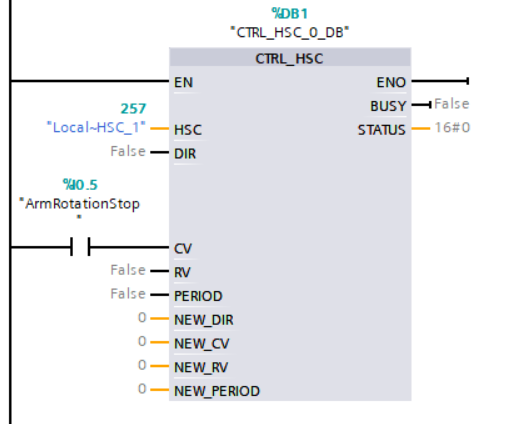 %DB1
"CTRL_HSC_0_DB"
CTRL_HSC
EN
ENO
BUSY
False
257
"Local~HSC_1"
HSC
STATUS
16#0
False
DIR
%I0.5
"ArmRotationStop
"
CV
False
RV
False
PERIOD
0
NEW_DIR
0
NEW_CV
0
NEW_RV
0
NEW_PERIOD